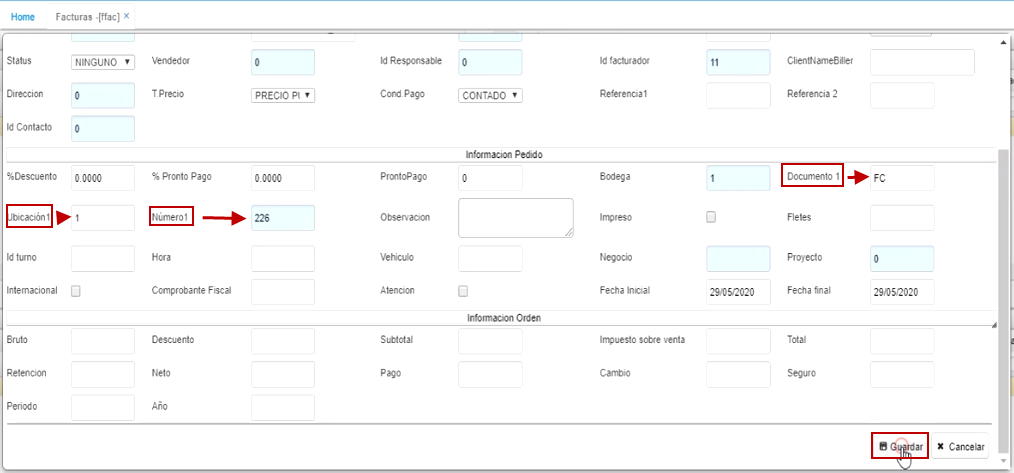 Home Facturas -[ffac] ×
Status NINGUNO Vendedor 0 Id Responsable 0 Id facturador 11 ClientNameBiller
Direccion 0 T.Precio PRECIO PU Cond.Pago CONTADO Referencia1 Referencia 2
Id Contacto 0
Informacion Pedido
%Descuento 0.0000 % Pronto Pago 0.0000 ProntoPago 0 Bodega 1 Documento 1 FC
Ubicación1 1 Número1 226 Observacion Impreso Fletes
Id turno Hora Vehiculo Negocio Proyecto 0
Internacional Comprobante Fiscal Atencion Fecha Inicial 29/05/2020 Fecha final 29/05/2020
Informacion Orden
Bruto Descuento Subtotal Impuesto sobre venta Total
Retencion Neto Pago Cambio Seguro
Periodo Año
Guardar Cancelar